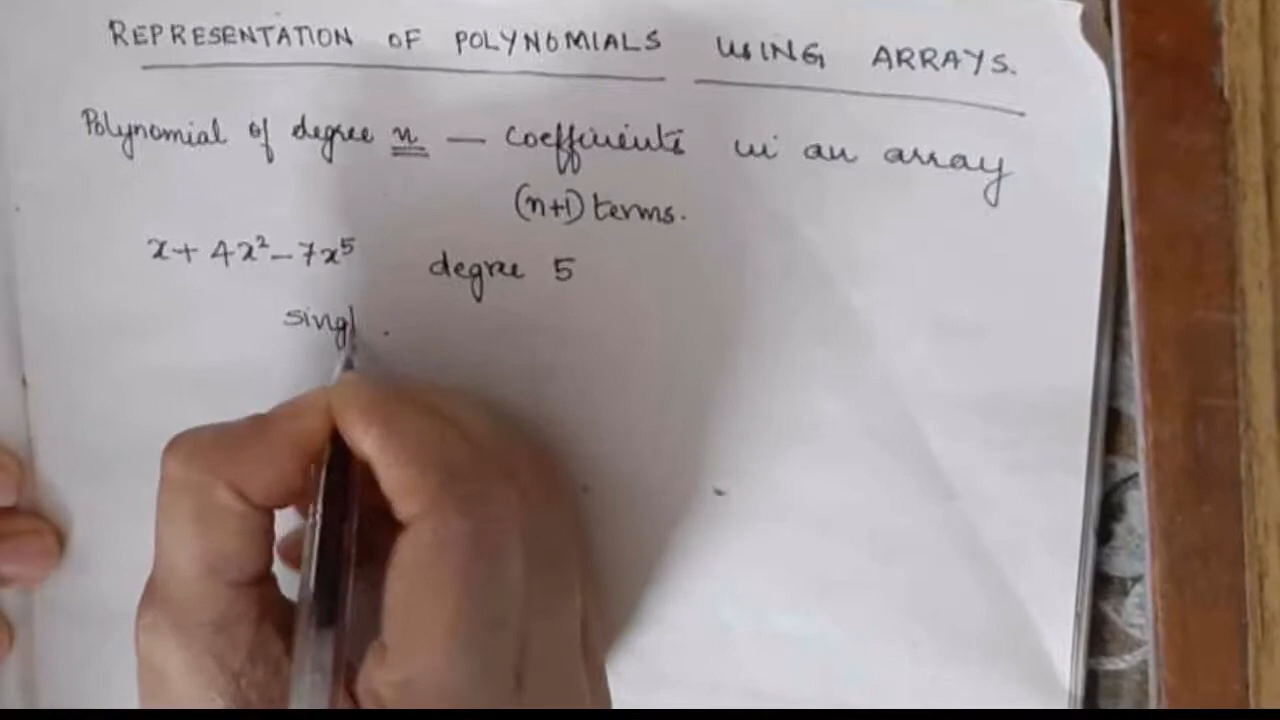 REPRESENTATION OF POLYNOMIALS USING ARRAYS.
Polynomial of degree n — coefficients in an array
(n+1) terms.
x + 4x² - 7x⁵ degree 5
singl